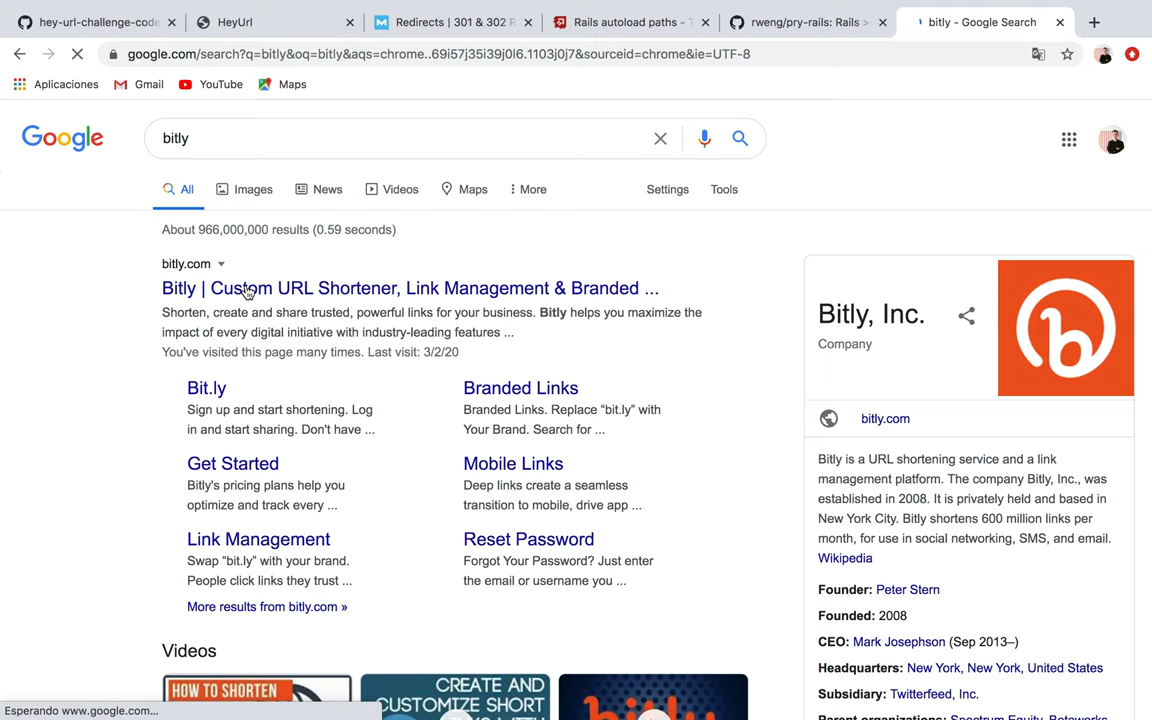 hey-url-challenge-code
HeyUrl
Redirects | 301 & 302 R
Rails autoload paths - T
rweng/pry-rails: Rails >
bitly - Google Search
google.com/search?q=bitly&oq=bitly&aqs=chrome..69i57j35i39j0l6.1103j0j7&sourceid=chrome&ie=UTF-8
Aplicaciones
Gmail
YouTube
Maps
Google
bitly
All
Images
News
Videos
Maps
More
Settings
Tools
About 966,000,000 results (0.59 seconds)
bitly.com
Bitly | Custom URL Shortener, Link Management & Branded ...
Shorten, create and share trusted, powerful links for your business. Bitly helps you maximize the
impact of every digital initiative with industry-leading features ...
You've visited this page many times. Last visit: 3/2/20
Bit.ly
Sign up and start shortening. Log
in and start sharing. Don't have ...
Branded Links
Branded Links. Replace “bit.ly” with
Your Brand. Search for ...
Get Started
Bitly's pricing plans help you
optimize and track every ...
Mobile Links
Deep links create a seamless
transition to mobile, drive app ...
Link Management
Swap “bit.ly” with your brand.
People click links they trust ...
Reset Password
Forgot Your Password? Just enter
the email or username you ...
More results from bitly.com »
Videos
HOW TO SHORTEN
CREATE AND
CUSTOMIZE SHORT
bitly
Bitly, Inc.
Company
b
bitly.com
Bitly is a URL shortening service and a link
management platform. The company Bitly, Inc., was
established in 2008. It is privately held and based in
New York City. Bitly shortens 600 million links per
month, for use in social networking, SMS, and email.
Wikipedia
Founder: Peter Stern
Founded: 2008
CEO: Mark Josephson (Sep 2013–)
Headquarters: New York, New York, United States
Subsidiary: Twitterfeed, Inc.
Parent organizations: Spectrum Equity, Betaworks
Esperando www.google.com...